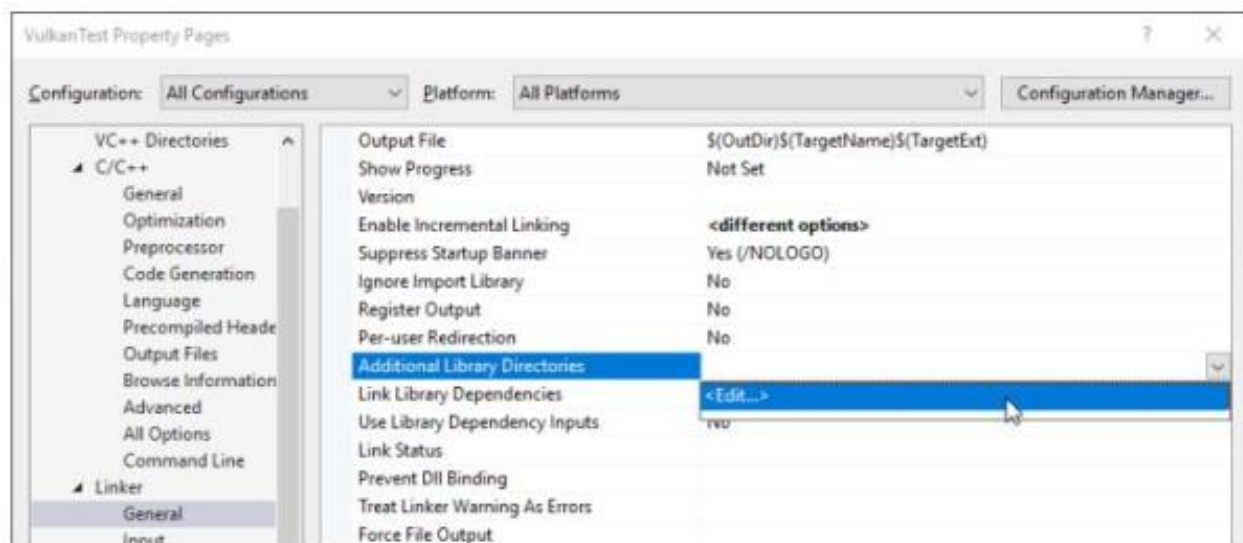 VulkanTest Property Pages ?
Configuration: All Configurations Platform: All Platforms Configuration Manager...
VC++ Directories
C/C++
General
Optimization
Preprocessor
Code Generation
Language
Precompiled Heade
Output Files
Browse Information
Advanced
All Options
Command Line
Linker
General
Input
Output File $(OutDir)$(TargetName)$(TargetExt)
Show Progress Not Set
Version
Enable Incremental Linking <different options>
Suppress Startup Banner Yes (/NOLOGO)
Ignore Import Library No
Register Output No
Per-user Redirection No
Additional Library Directories
Link Library Dependencies <Edit...>
Use Library Dependency Inputs No
Link Status
Prevent Dll Binding
Treat Linker Warning As Errors
Force File Output